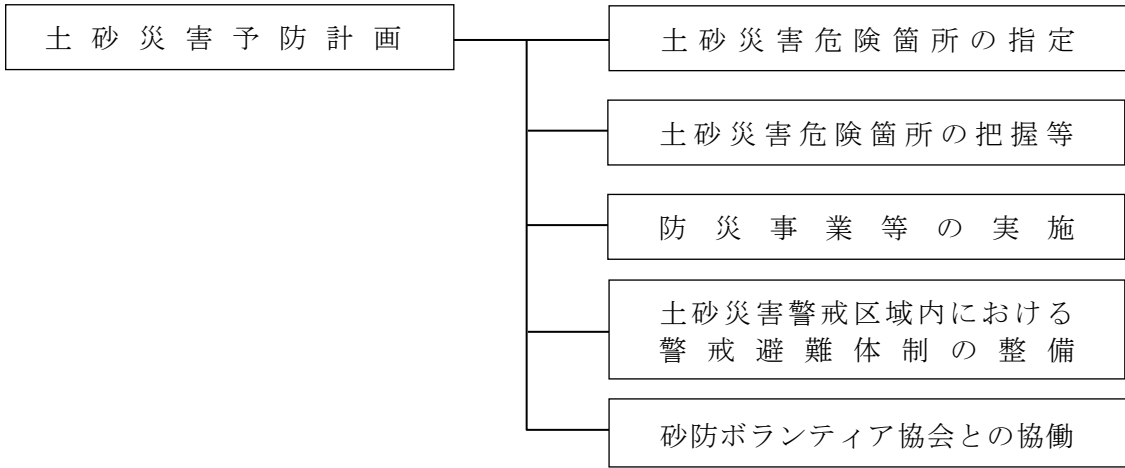 土砂災害予防計画
土砂災害危険箇所の指定
土砂災害危険箇所の把握等
防災事業等の実施
土砂災害警戒区域内における
警戒避難体制の整備
砂防ボランティア協会との協働